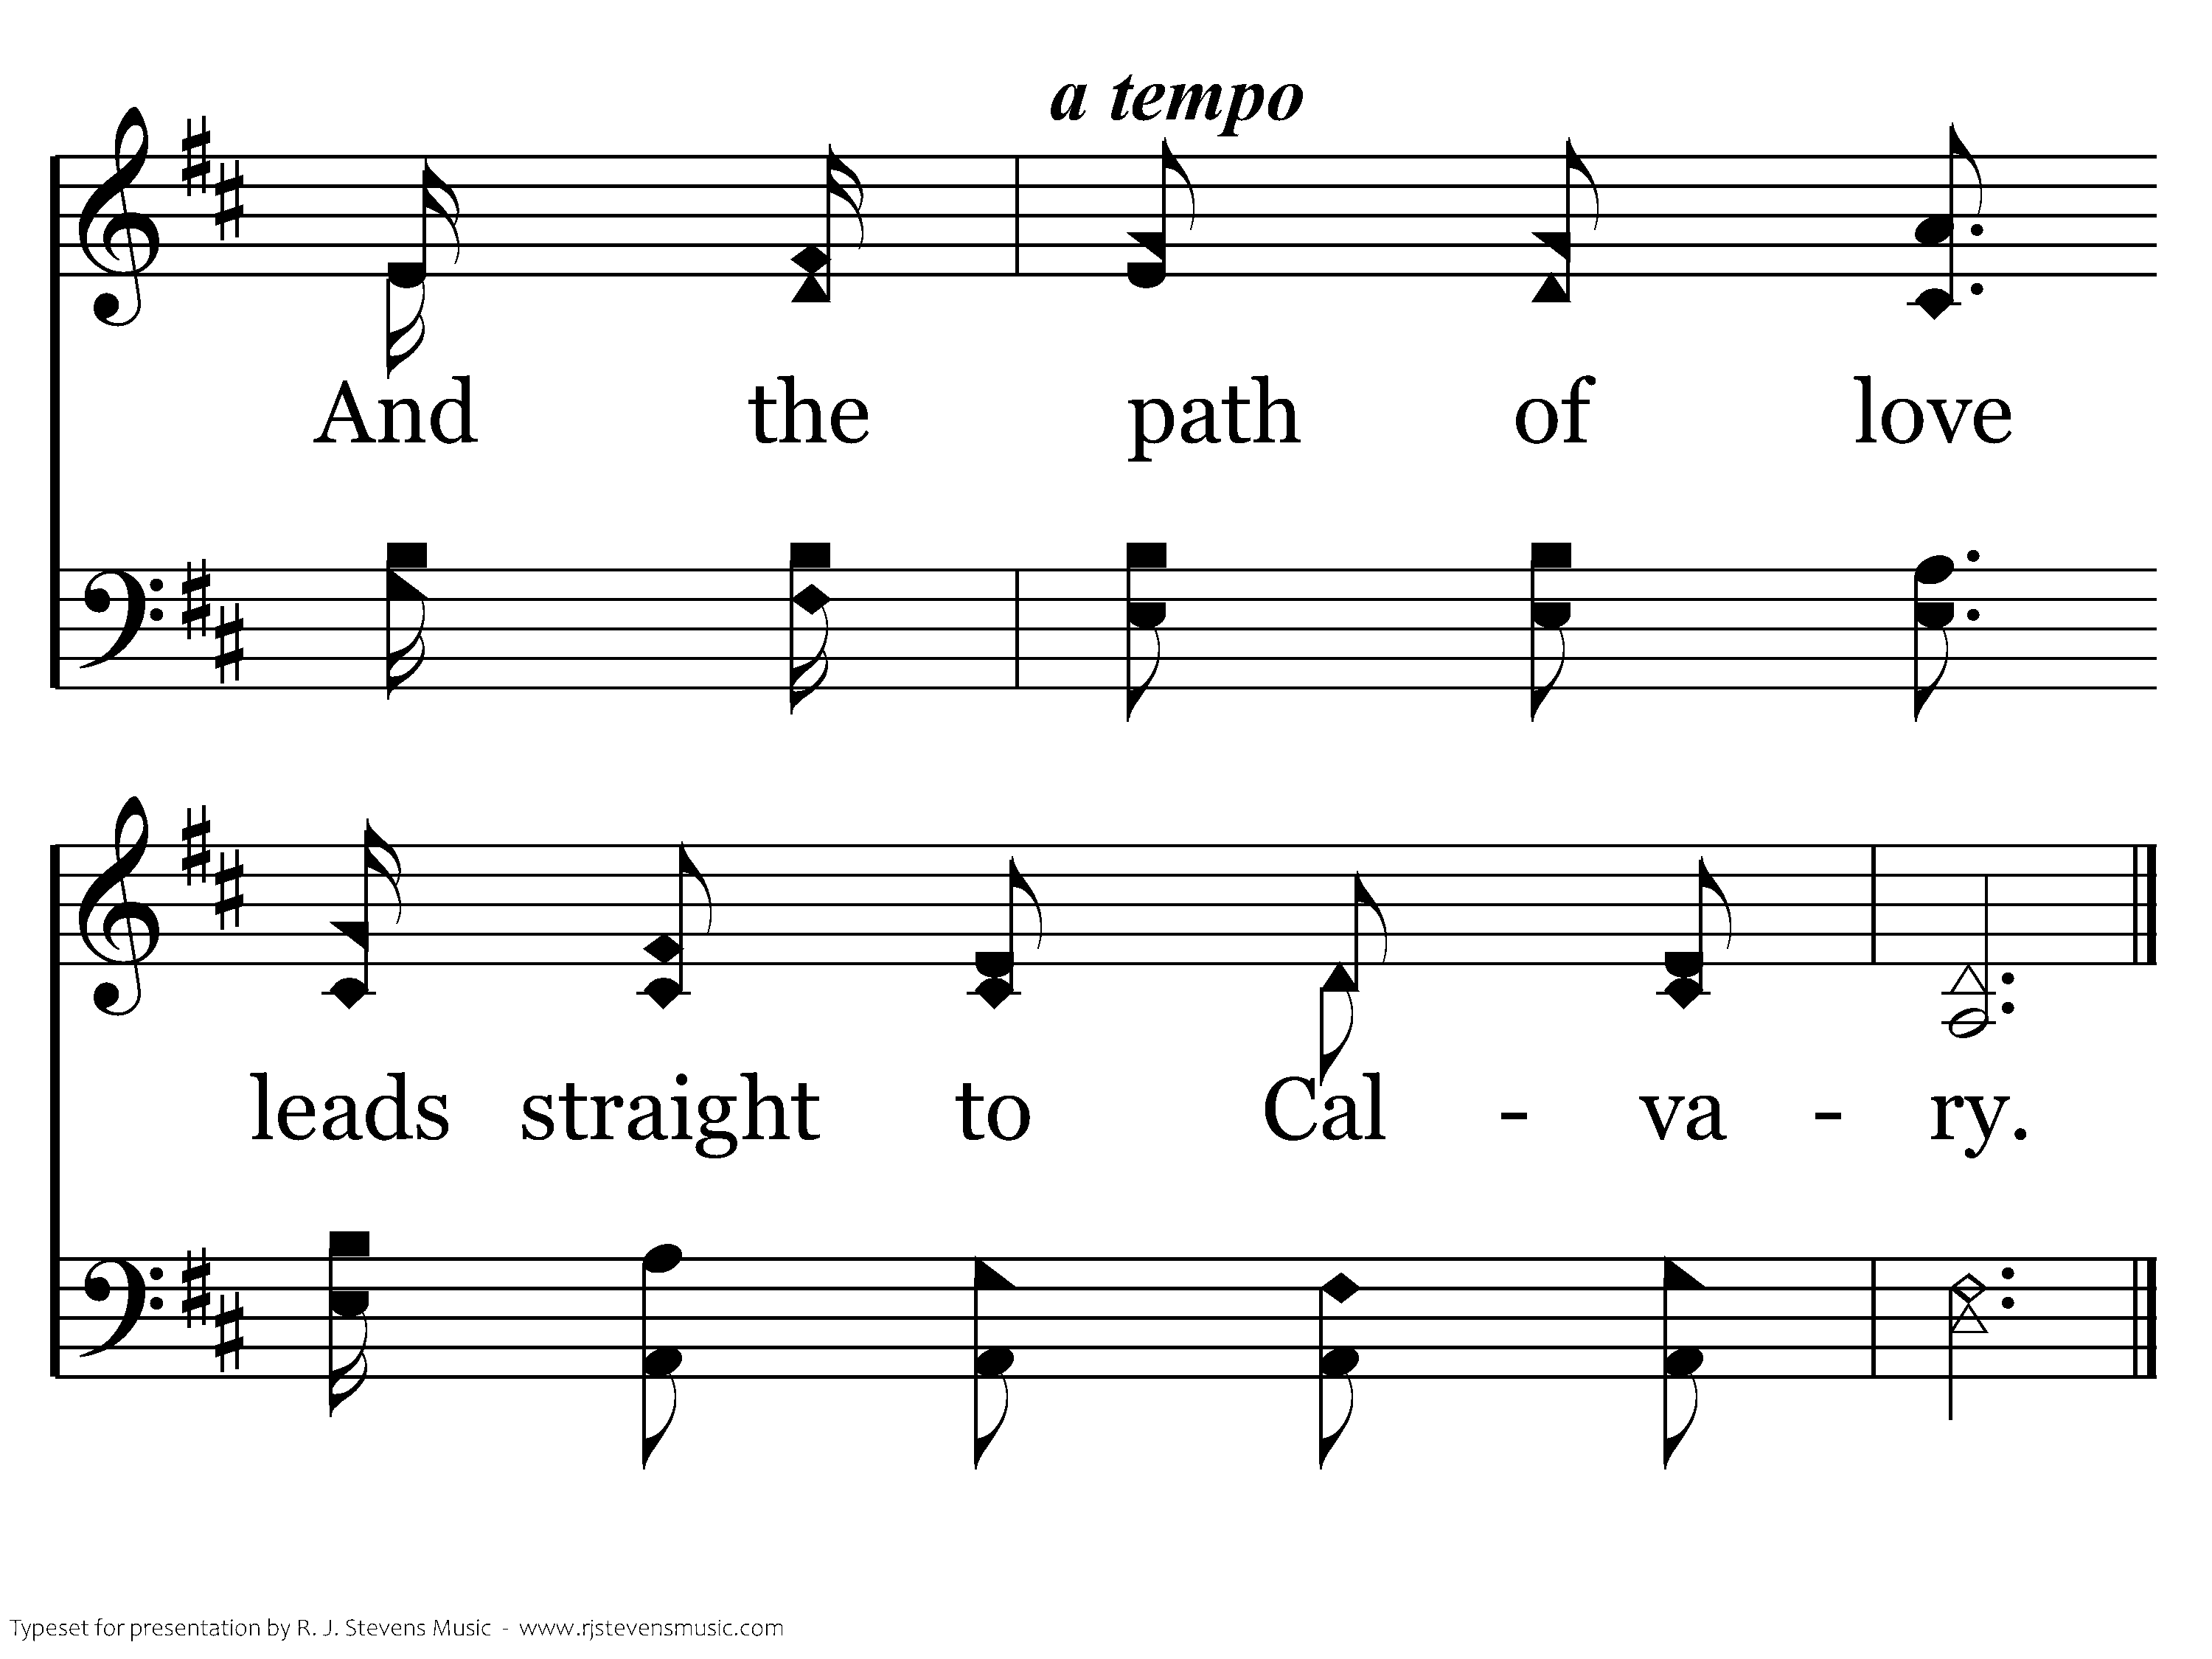 a tempo
And the path of love
leads straight to Cal - va - ry.
Typeset for presentation by R. J. Stevens Music - www.rjstevensmusic.com